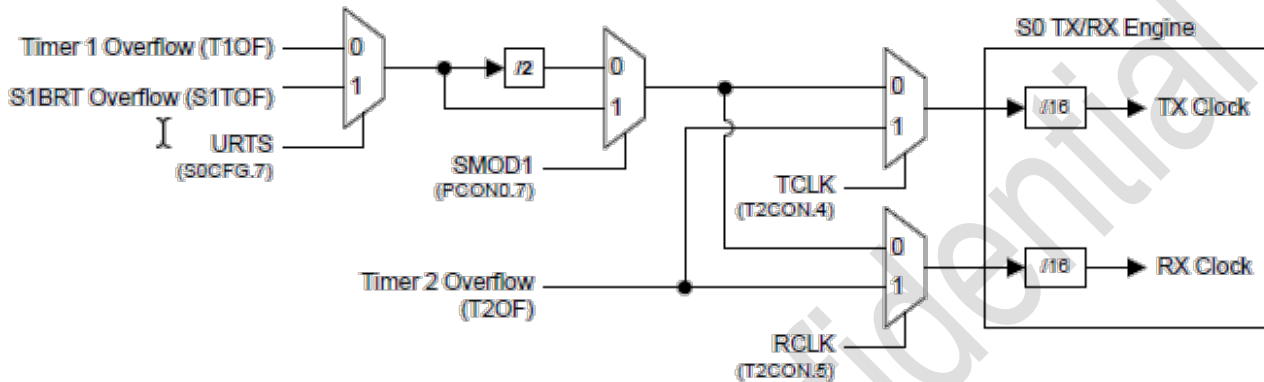 S0 TX/RX Engine
Timer 1 Overflow (T1OF)
0
S1BRT Overflow (S1TOF)
1
URTS
(S0CFG.7)
/2
0
1
SMOD1
(PCON0.7)
0
1
TCLK
(T2CON.4)
/16
TX Clock
Timer 2 Overflow
(T2OF)
0
1
RCLK
(T2CON.5)
/16
RX Clock
fidential